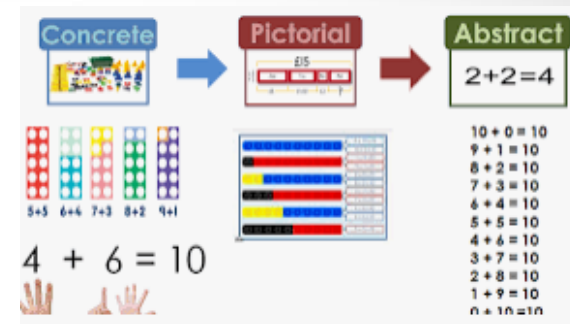 Concrete
Pictorial
Abstract
£15
2+2=4
5+5 6+4 7+3 8+2 9+1
4 + 6 = 10
10 + 0 = 10
9 + 1 = 10
8 + 2 = 10
7 + 3 = 10
6 + 4 = 10
5 + 5 = 10
4 + 6 = 10
3 + 7 = 10
2 + 8 = 10
1 + 9 = 10
0 + 10 =10